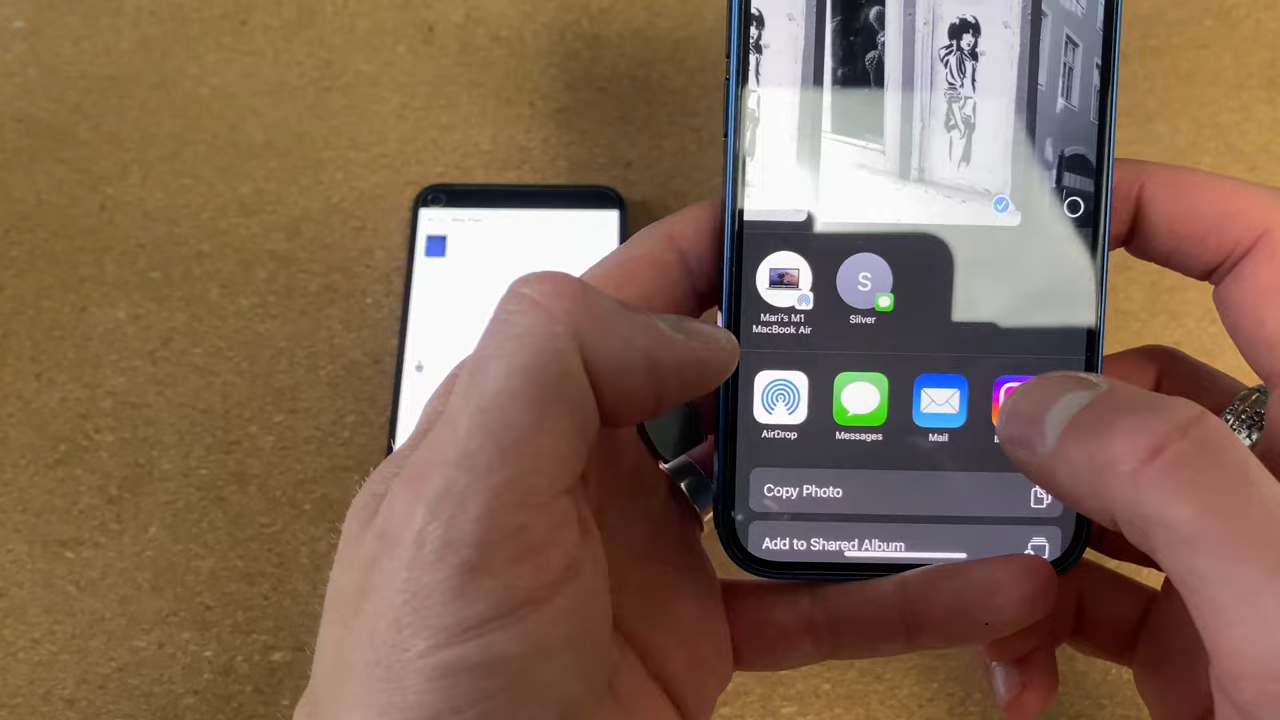 S
Mari's M1
MacBook Air
Silver
AirDrop
Messages
Mail
Copy Photo
Add to Shared Album